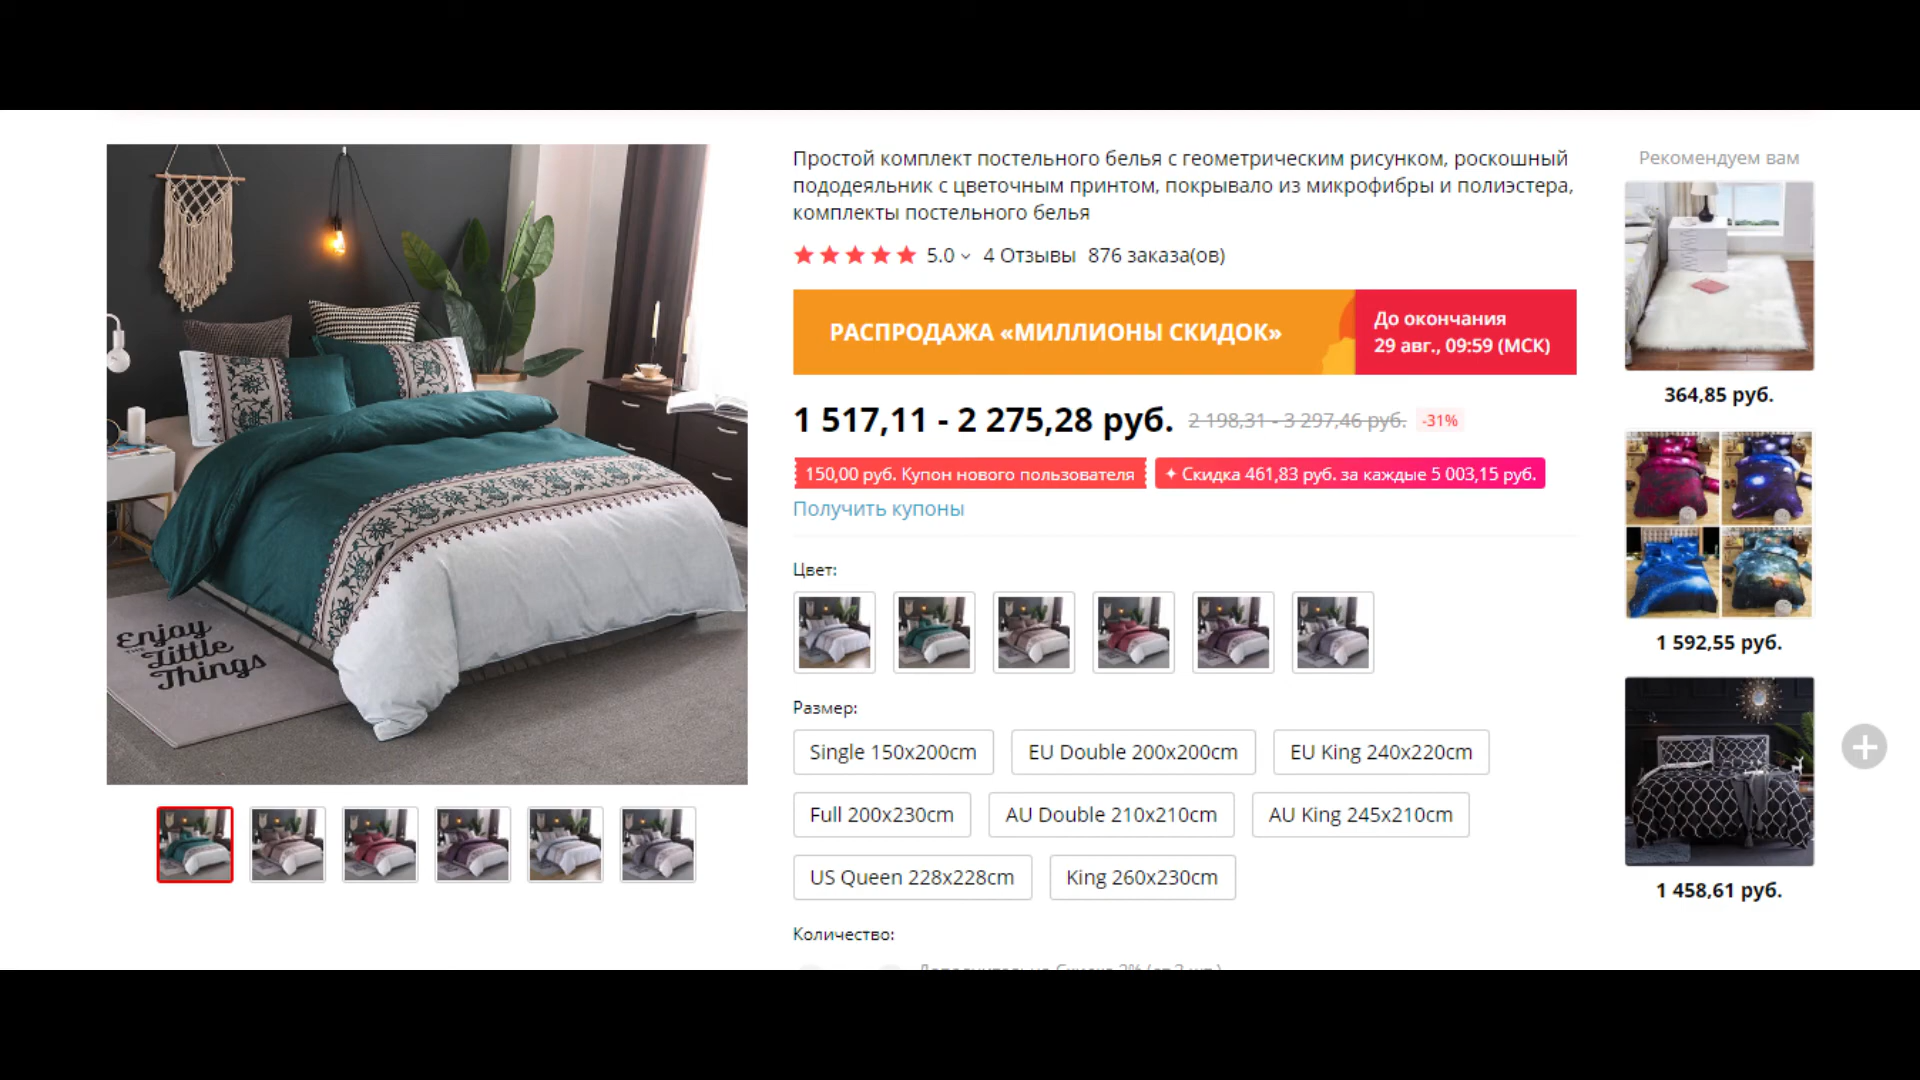 Enjoy
THE
Little
Things
Простой комплект постельного белья с геометрическим рисунком, роскошный
пододеяльник с цветочным принтом, покрывало из микрофибры и полиэстера,
комплекты постельного белья
5.0 4 Отзывы 876 заказа(ов)
РАСПРОДАЖА «МИЛЛИОНЫ СКИДОК»
До окончания
29 авг., 09:59 (МСК)
1 517,11 - 2 275,28 руб. 2 198,31 - 3 297,46 руб. -31%
150,00 руб. Купон нового пользователя
Скидка 461,83 руб. за каждые 5 003,15 руб.
Получить купоны
Цвет:
Размер:
Single 150x200cm EU Double 200x200cm EU King 240x220cm
Full 200x230cm AU Double 210x210cm AU King 245x210cm
US Queen 228x228cm King 260x230cm
Количество:
Рекомендуем вам
364,85 руб.
1 592,55 руб.
1 458,61 руб.